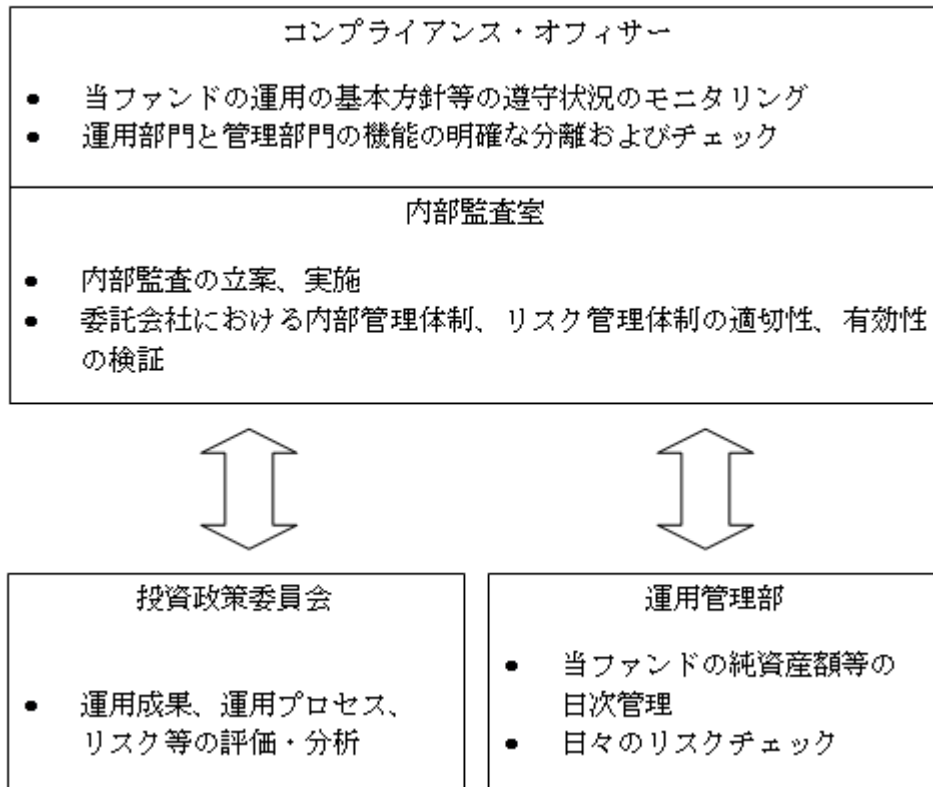 コンプライアンス・オフィサー
● 当ファンドの運用の基本方針等の遵守状況のモニタリング
● 運用部門と管理部門の機能の明確な分離およびチェック
内部監査室
● 内部監査の立案、実施
● 委託会社における内部管理体制、リスク管理体制の適切性、有効性
の検証
投資政策委員会
● 運用成果、運用プロセス、
リスク等の評価・分析
運用管理部
● 当ファンドの純資産額等の
日次管理
● 日々のリスクチェック